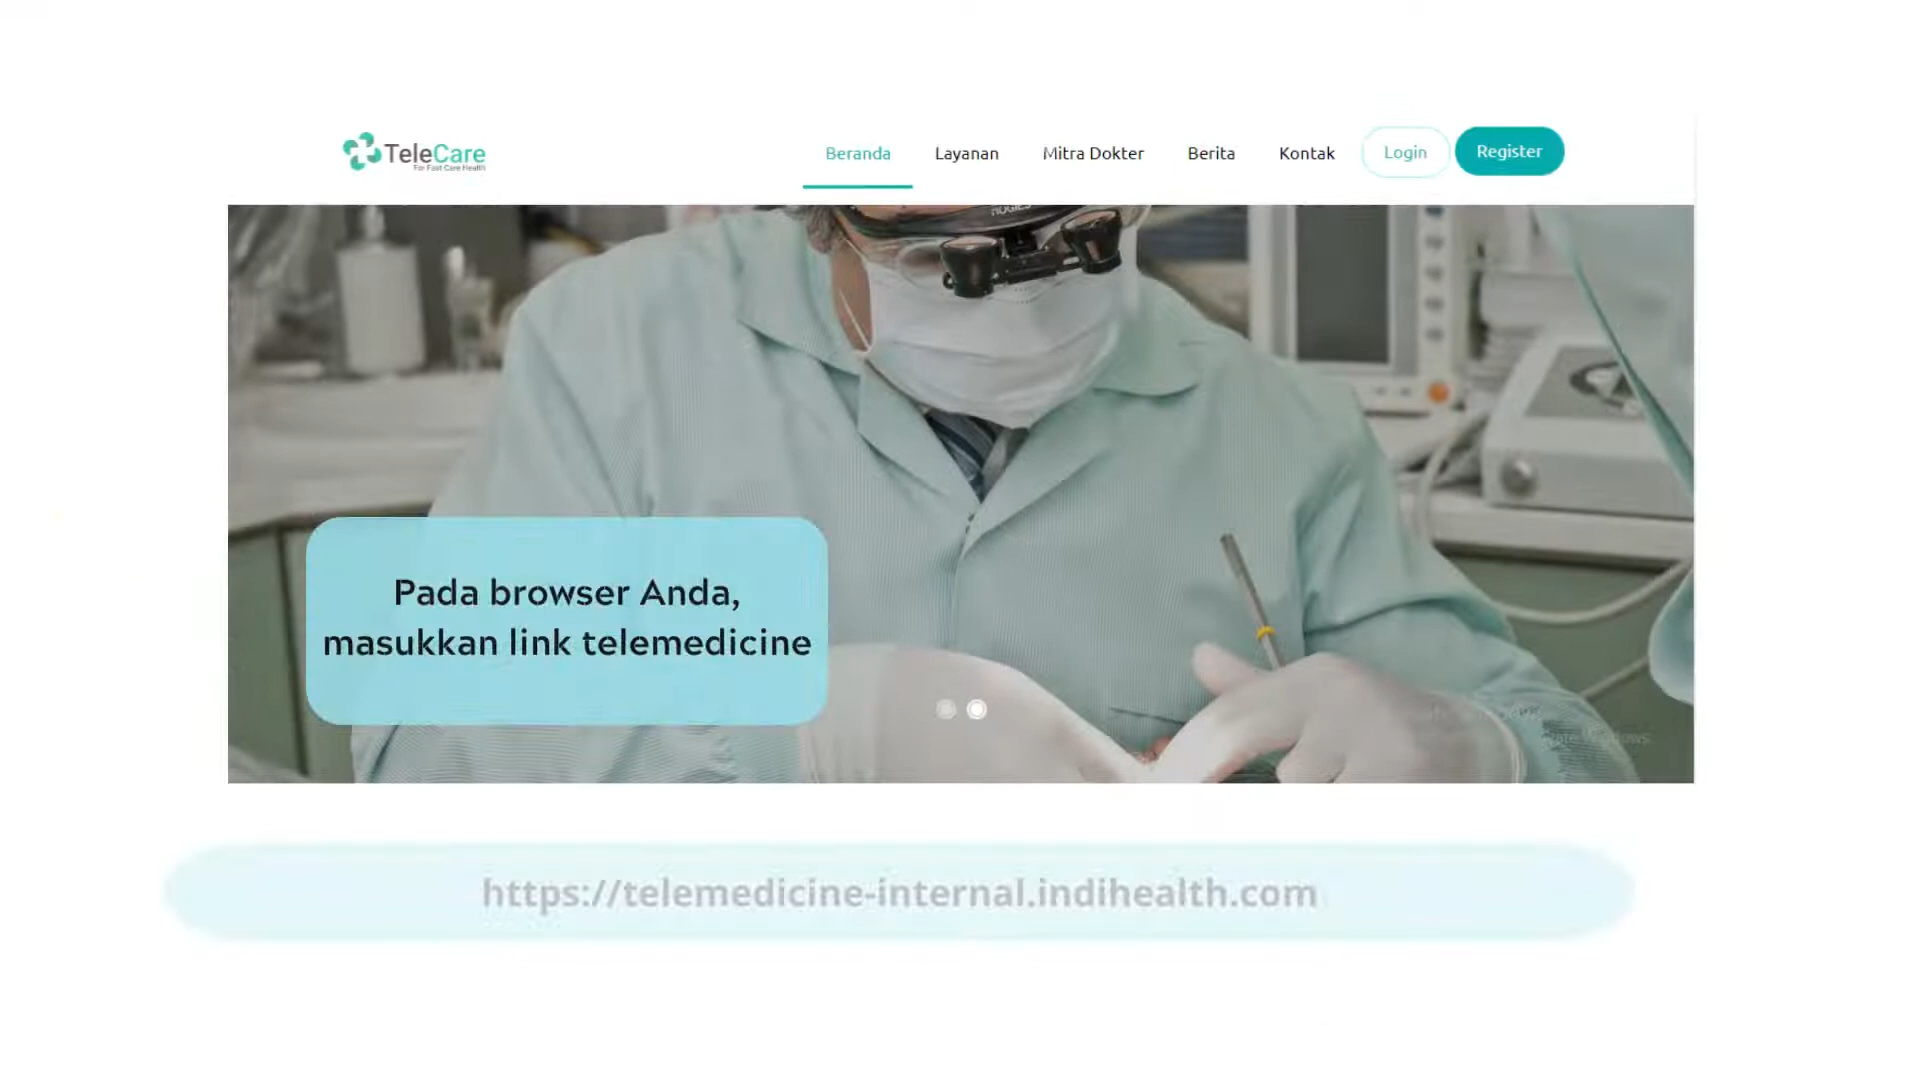 TeleCare
For Fast Care Health
Beranda
Layanan
Mitra Dokter
Berita
Kontak
Login
Register
Pada browser Anda,
masukkan link telemedicine
https://telemedicine-internal.indihealth.com